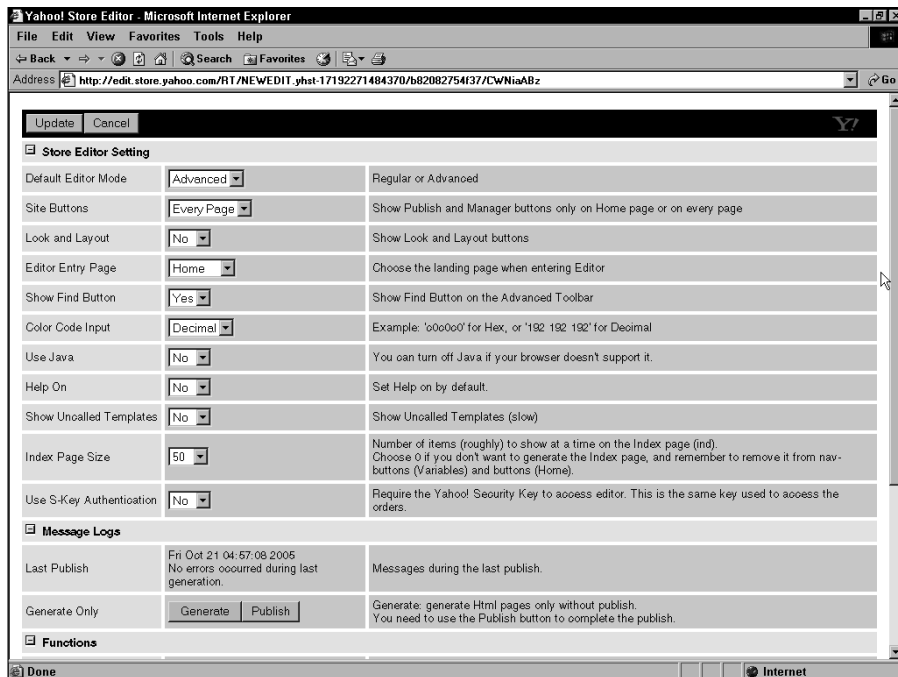 Yahoo! Store Editor - Microsoft Internet Explorer
File Edit View Favorites Tools Help
Back Search Favorites
Address http://edit.store.yahoo.com/RT/NEWEDIT.yhst-17192271484370/b82082754f37/CWNiaABz Go
Update Cancel Y!
Store Editor Setting
Default Editor Mode Advanced Regular or Advanced
Site Buttons Every Page Show Publish and Manager buttons only on Home page or on every page
Look and Layout No Show Look and Layout buttons
Editor Entry Page Home Choose the landing page when entering Editor
Show Find Button Yes Show Find Button on the Advanced Toolbar
Color Code Input Decimal Example: 'c0c0c0' for Hex, or '192 192 192' for Decimal
Use Java No You can turn off Java if your browser doesn't support it.
Help On No Set Help on by default.
Show Uncalled Templates No Show Uncalled Templates (slow)
Index Page Size 50 Number of items (roughly) to show at a time on the Index page (ind).
Choose 0 if you don't want to generate the Index page, and remember to remove it from nav-
buttons (Variables) and buttons (Home).
Use S-Key Authentication No Require the Yahoo! Security Key to access editor. This is the same key used to access the
orders.
Message Logs
Last Publish Fri Oct 21 04:57:08 2005
No errors occurred during last
generation. Messages during the last publish.
Generate Only Generate Publish Generate: generate Html pages only without publish.
You need to use the Publish button to complete the publish.
Functions
Done Internet